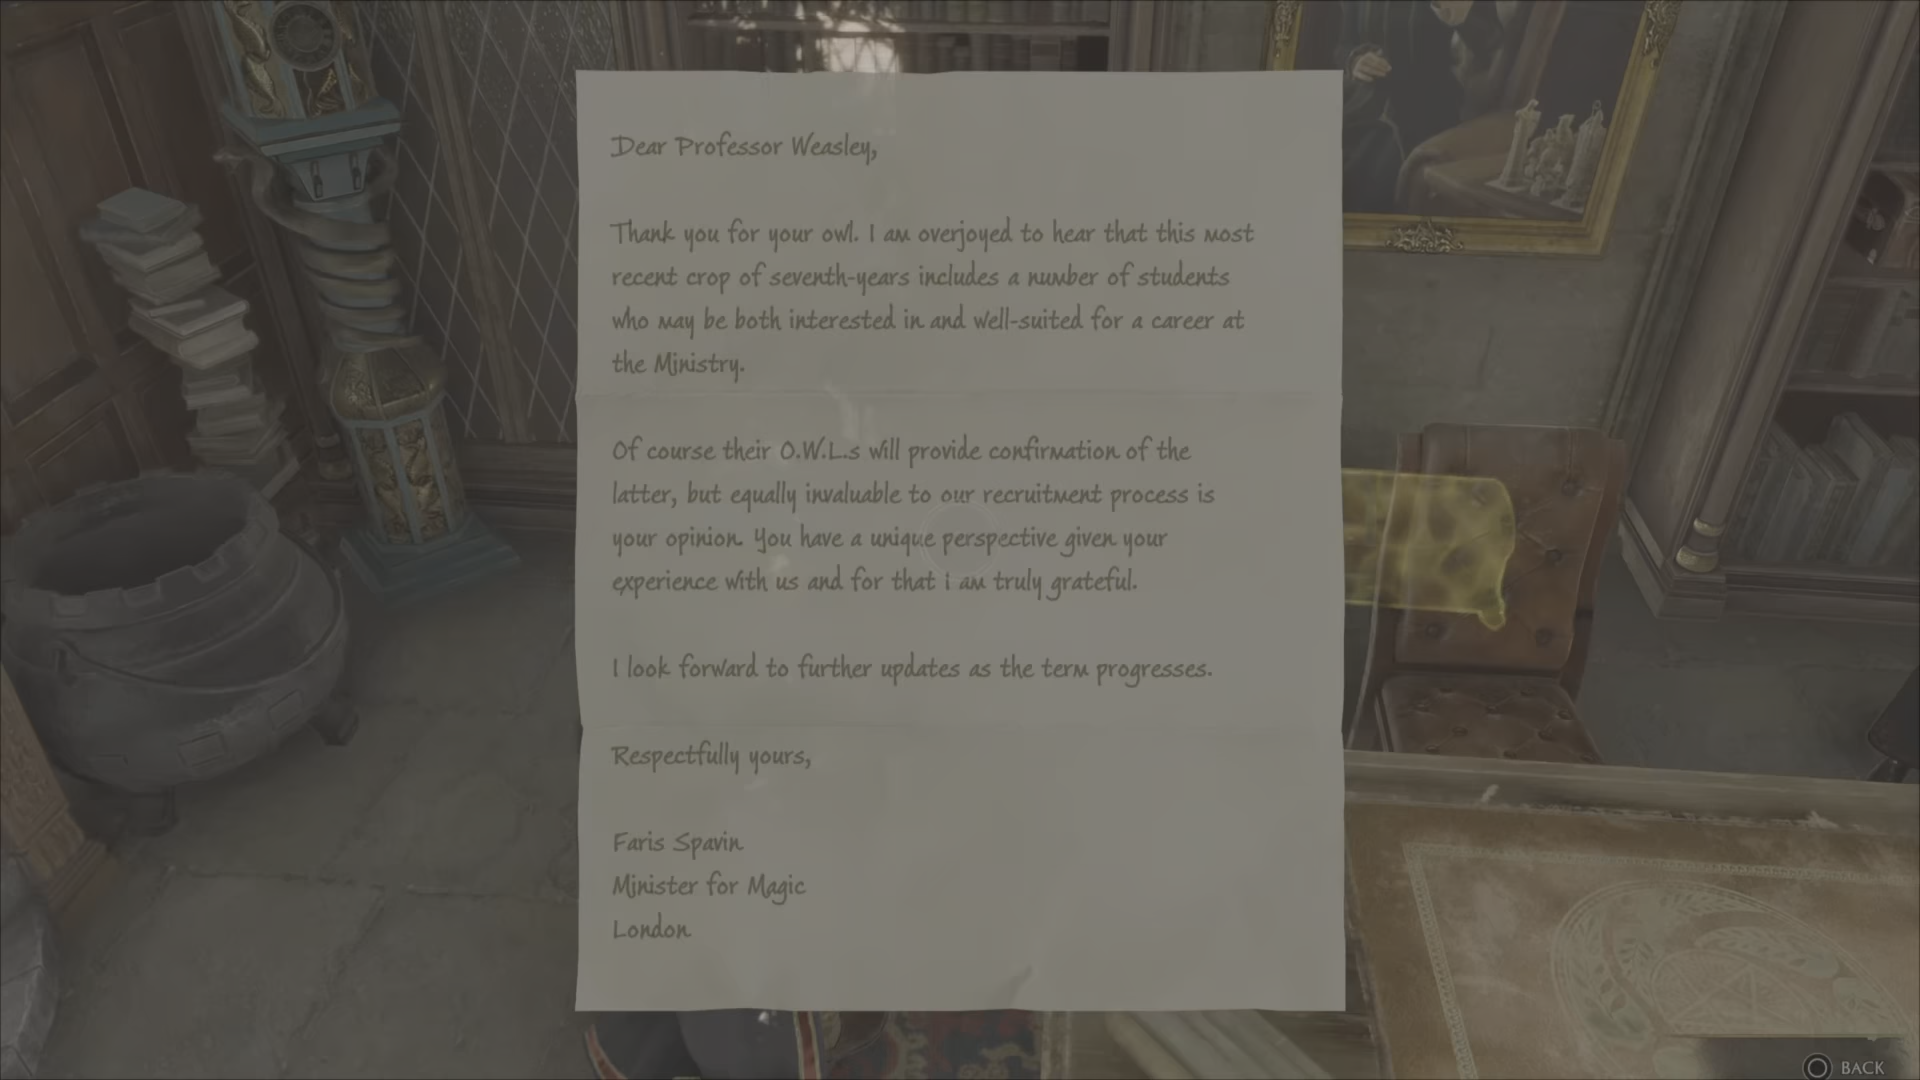 Dear Professor Weasley,
Thank you for your owl. I am overjoyed to hear that this most
recent crop of seventh-years includes a number of students
who may be both interested in and well-suited for a career at
the Ministry.
Of course their O.W.L.s will provide confirmation of the
latter, but equally invaluable to our recruitment process is
your opinion. You have a unique perspective given your
experience with us and for that i am truly grateful.
I look forward to further updates as the term progresses.
Respectfully yours,
Faris Spavin
Minister for Magic
London
BACK